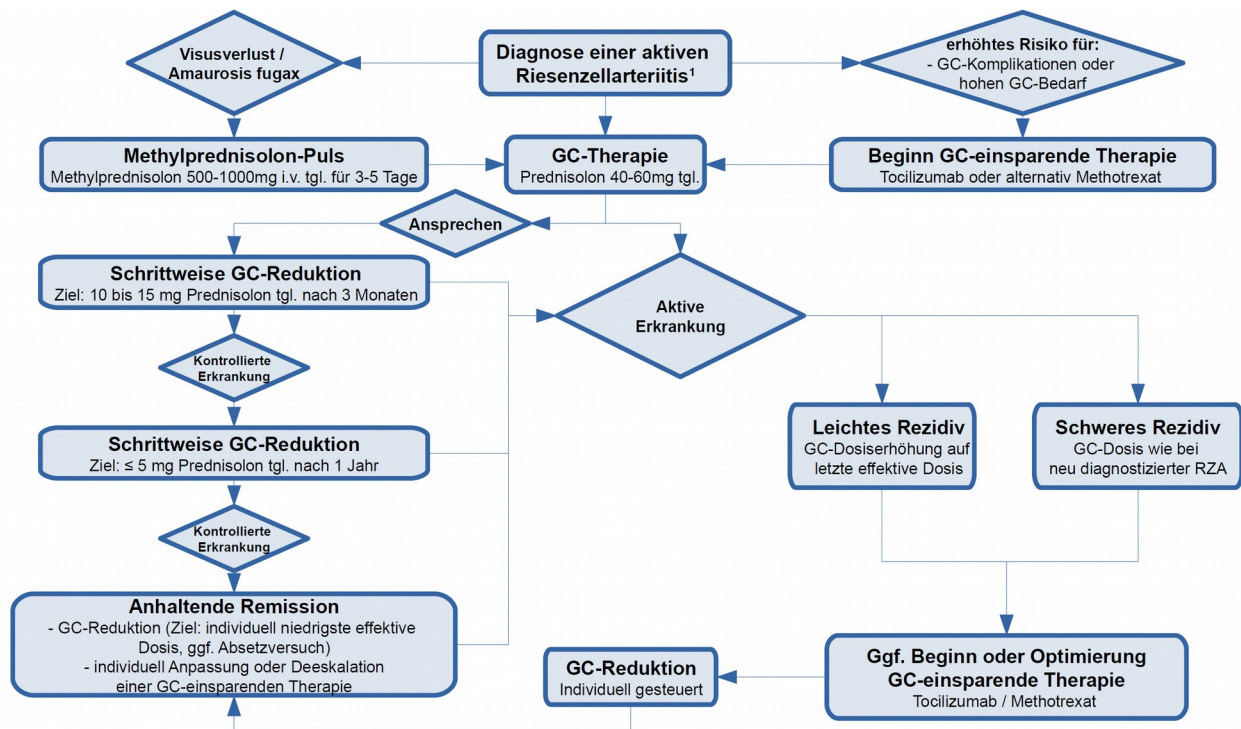 Visusverlust /
Amaurosis fugax
Diagnose einer aktiven
Riesenzellarteriitis¹
erhöhtes Risiko für:
- GC-Komplikationen oder
hohen GC-Bedarf
Methylprednisolon-Puls
Methylprednisolon 500-1000mg i.v. tgl. für 3-5 Tage
GC-Therapie
Prednisolon 40-60mg tgl.
Beginn GC-einsparende Therapie
Tocilizumab oder alternativ Methotrexat
Ansprechen
Schrittweise GC-Reduktion
Ziel: 10 bis 15 mg Prednisolon tgl. nach 3 Monaten
Aktive
Erkrankung
Kontrollierte
Erkrankung
Schrittweise GC-Reduktion
Ziel: ≤ 5 mg Prednisolon tgl. nach 1 Jahr
Leichtes Rezidiv
GC-Dosiserhöhung auf
letzte effektive Dosis
Schweres Rezidiv
GC-Dosis wie bei
neu diagnostizierter RZA
Kontrollierte
Erkrankung
Anhaltende Remission
- GC-Reduktion (Ziel: individuell niedrigste effektive
Dosis, ggf. Absetzversuch)
- individuell Anpassung oder Deeskalation
einer GC-einsparenden Therapie
GC-Reduktion
Individuell gesteuert
Ggf. Beginn oder Optimierung
GC-einsparende Therapie
Tocilizumab / Methotrexat